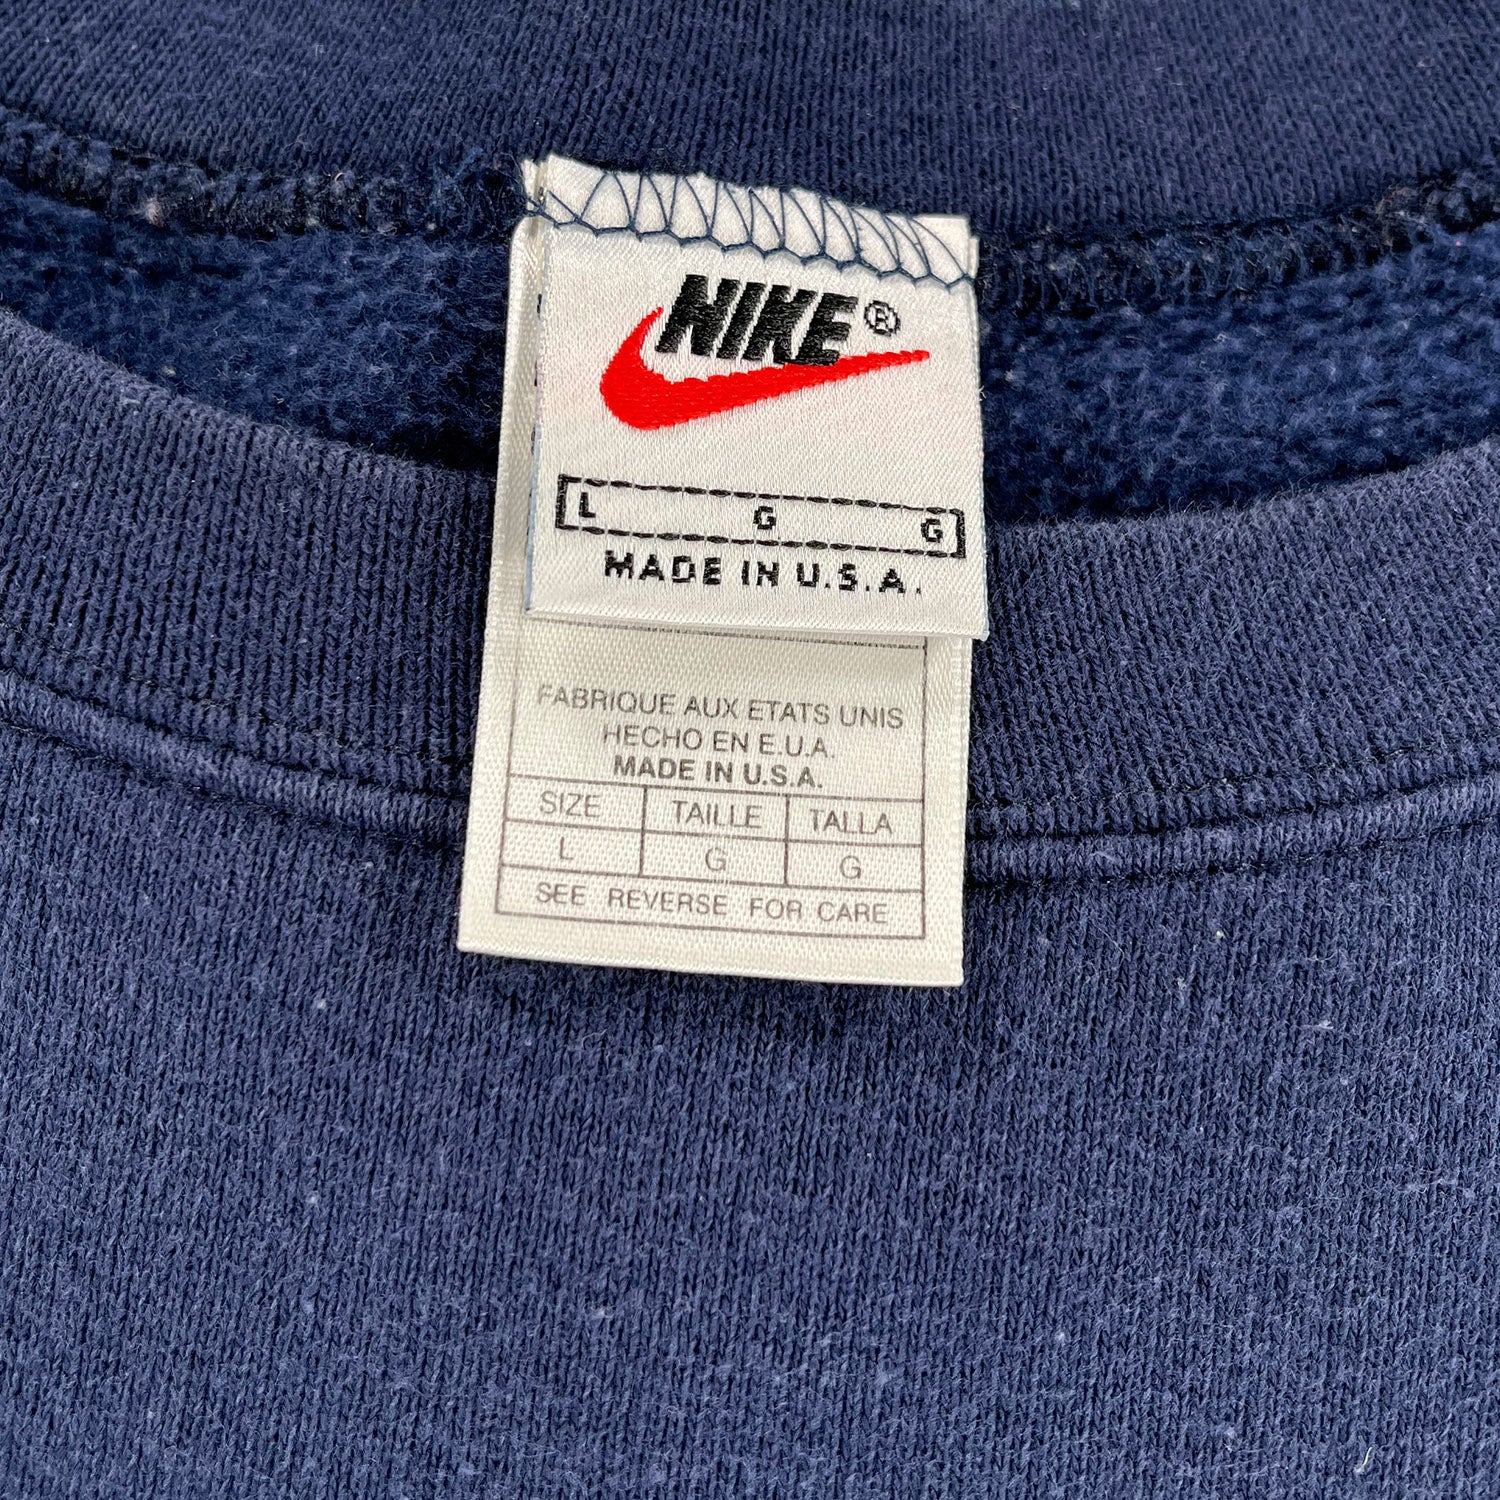 NIKE®
L G G
MADE IN U.S.A.
FABRIQUE AUX ETATS UNIS
HECHO EN E.U.A.
MADE IN U.S.A.
SIZE TAILLE TALLA
L G G
SEE REVERSE FOR CARE